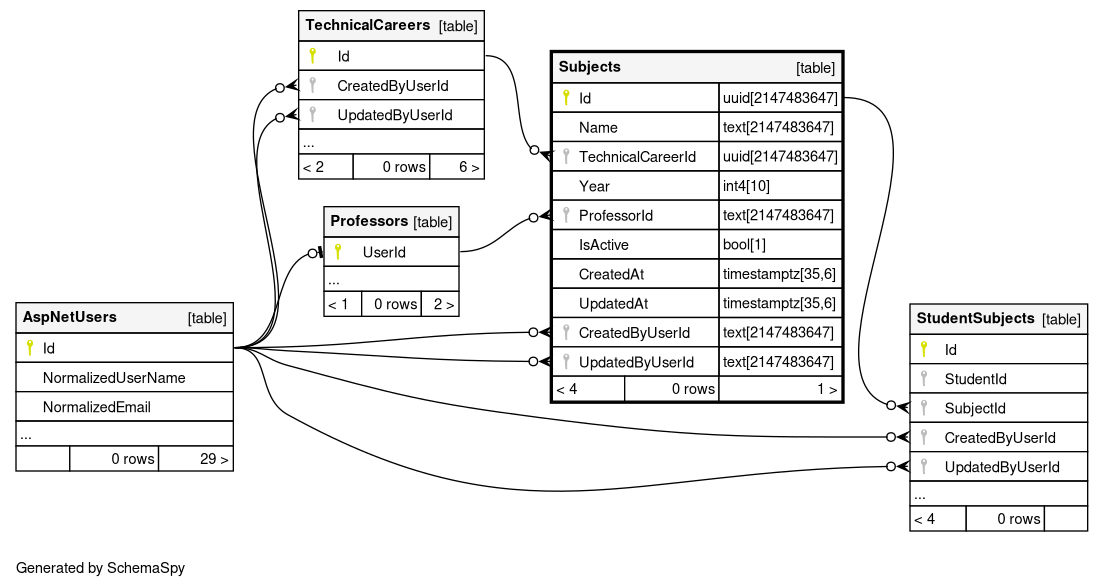 TechnicalCareers [table]
Id
CreatedByUserId
UpdatedByUserId
...
< 2 0 rows 6 >
Subjects [table]
Id uuid[2147483647]
Name text[2147483647]
TechnicalCareerId uuid[2147483647]
Year int4[10]
ProfessorId text[2147483647]
IsActive bool[1]
CreatedAt timestamptz[35,6]
UpdatedAt timestamptz[35,6]
CreatedByUserId text[2147483647]
UpdatedByUserId text[2147483647]
< 4 0 rows 1 >
Professors [table]
UserId
...
< 1 0 rows 2 >
AspNetUsers [table]
Id
NormalizedUserName
NormalizedEmail
...
0 rows 29 >
StudentSubjects [table]
Id
StudentId
SubjectId
CreatedByUserId
UpdatedByUserId
...
< 4 0 rows
Generated by SchemaSpy